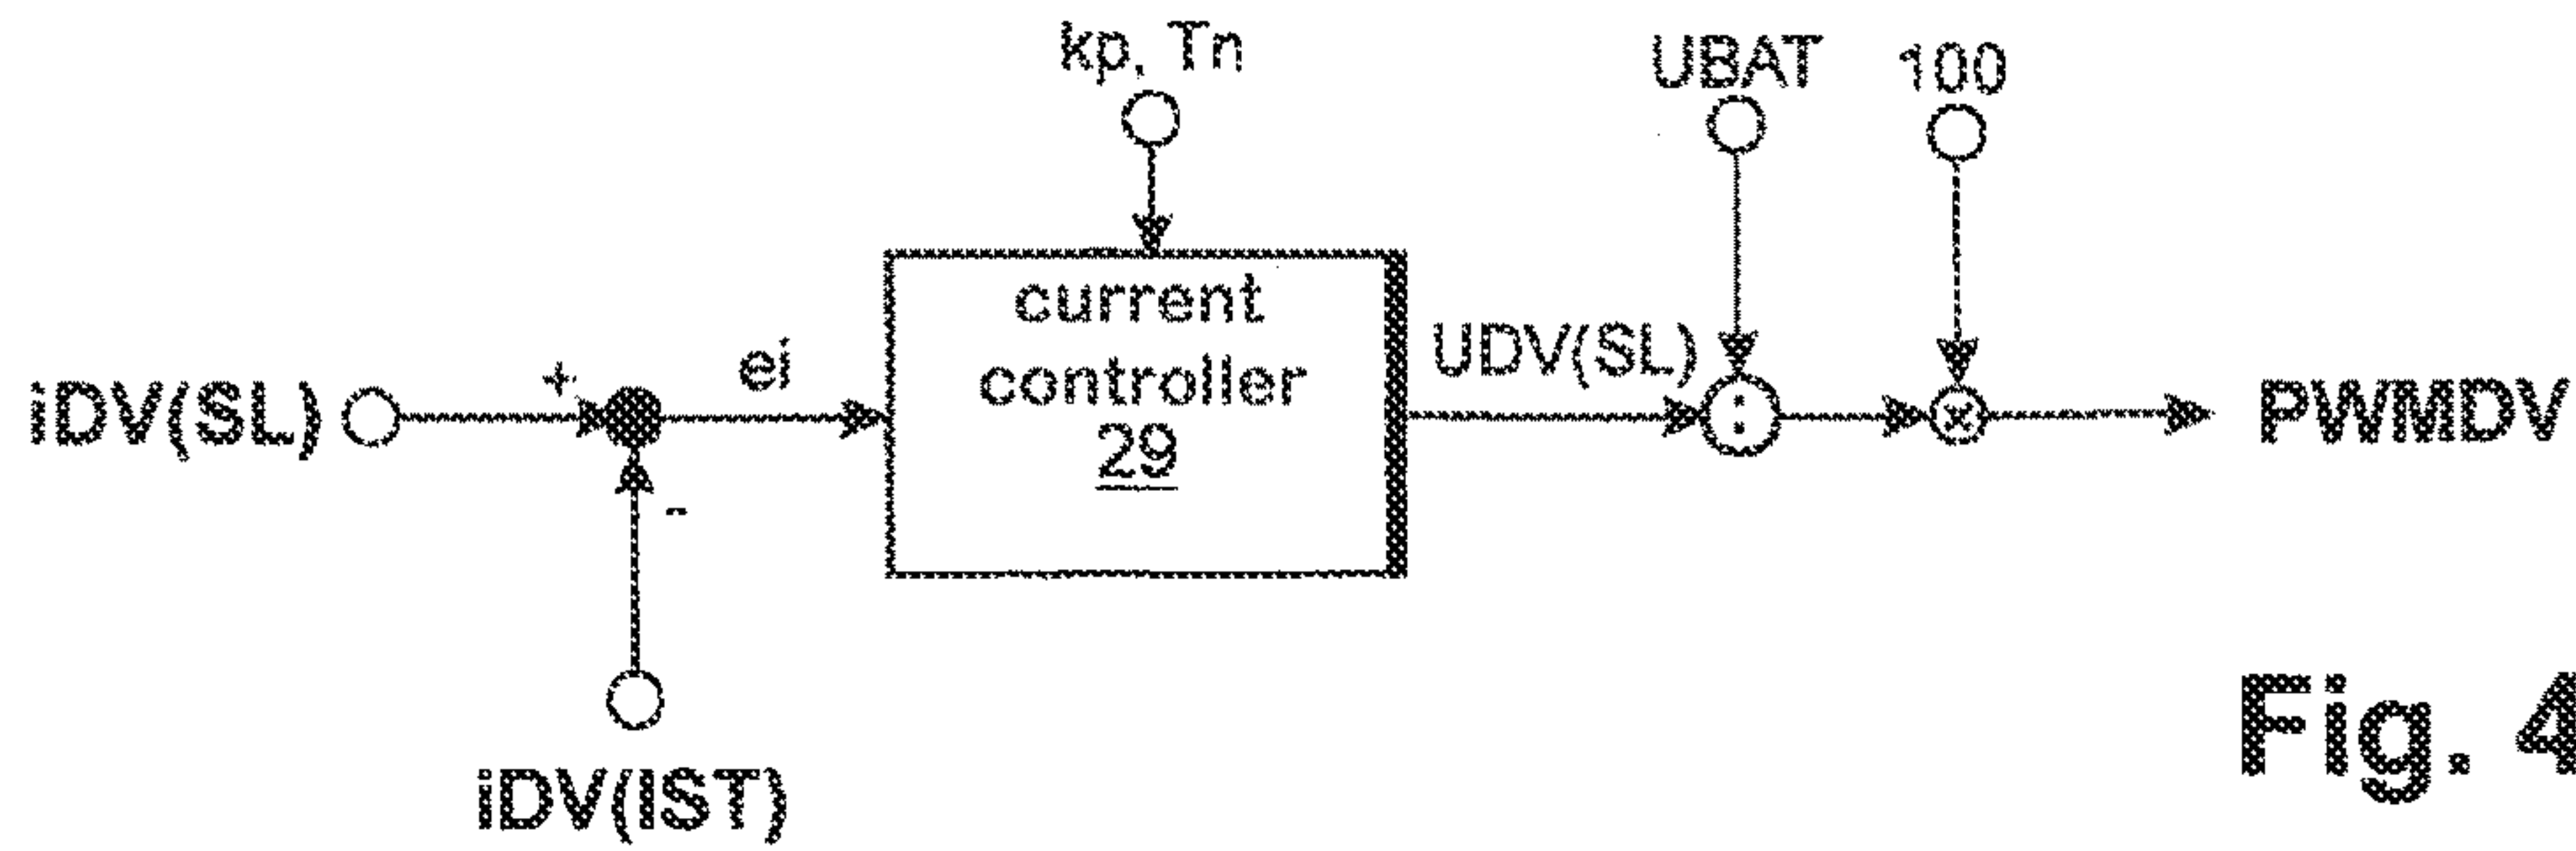 kp, Tn
UBAT
100
current
controller
29
iDV(SL)
+
ei
UDV(SL)
:
x
PWMDV
-
iDV(IST)
Fig. 4